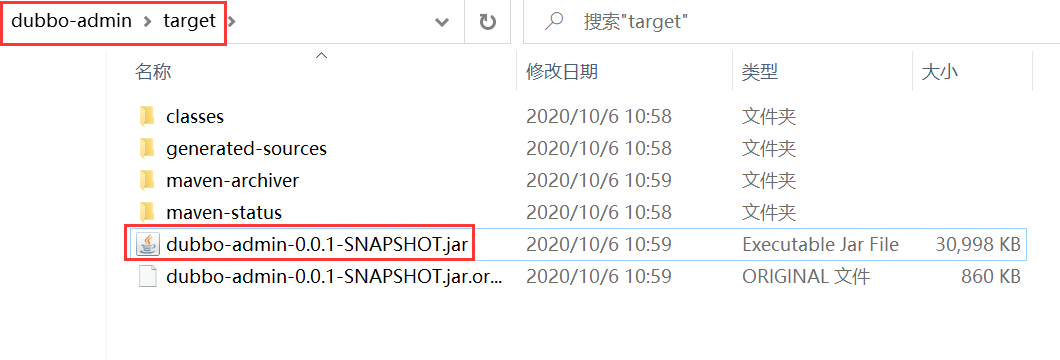 dubbo-admin > target >
搜索"target"
名称 修改日期 类型 大小
classes 2020/10/6 10:58 文件夹
generated-sources 2020/10/6 10:58 文件夹
maven-archiver 2020/10/6 10:59 文件夹
maven-status 2020/10/6 10:58 文件夹
dubbo-admin-0.0.1-SNAPSHOT.jar 2020/10/6 10:59 Executable Jar File 30,998 KB
dubbo-admin-0.0.1-SNAPSHOT.jar.or... 2020/10/6 10:59 ORIGINAL 文件 860 KB